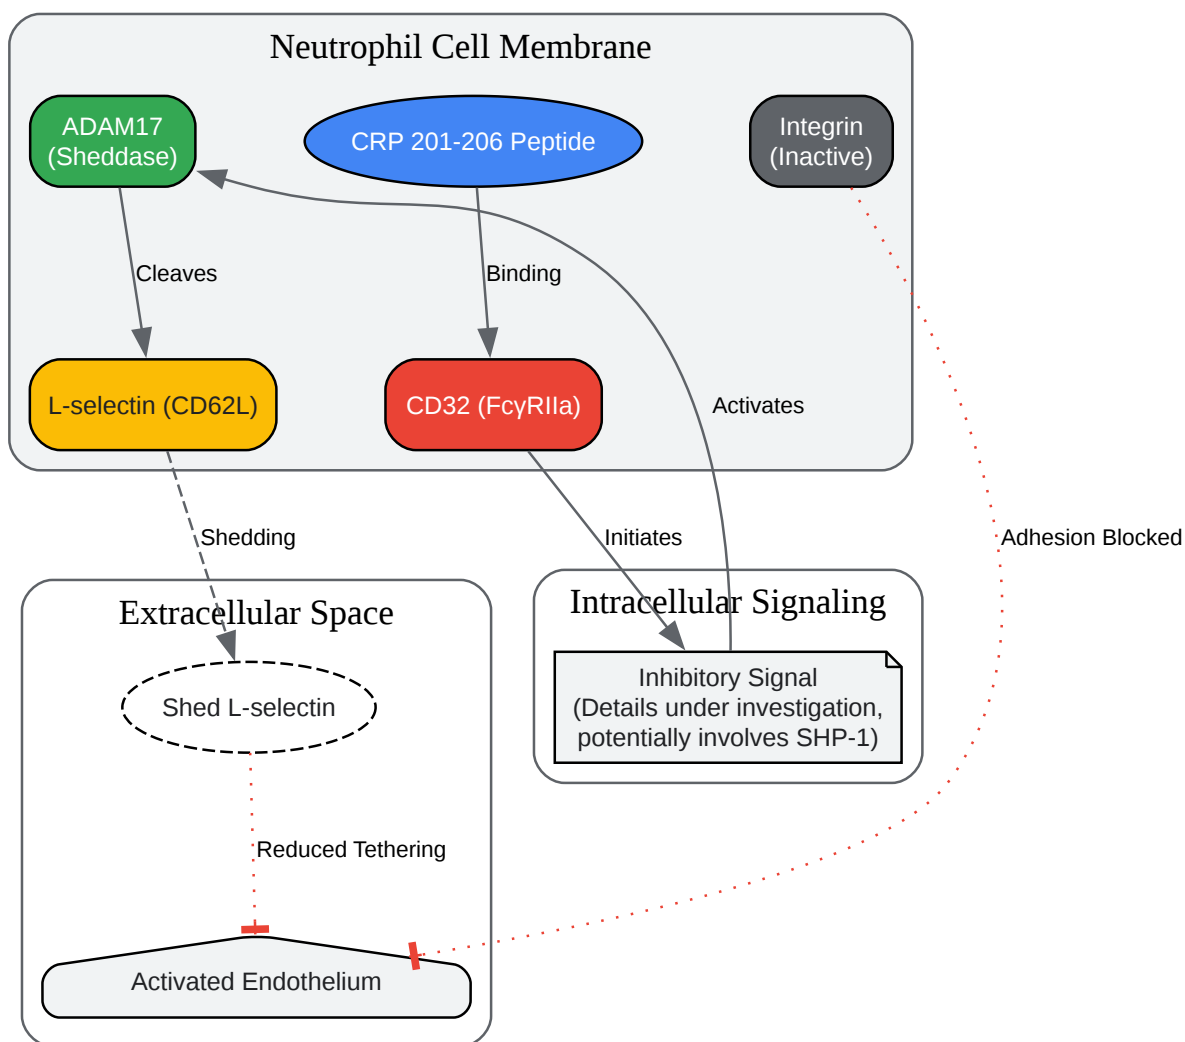 Neutrophil Cell Membrane
ADAM17
(Sheddase)
CRP 201-206 Peptide
Integrin
(Inactive)
Cleaves
Binding
L-selectin (CD62L)
CD32 (FcγRIIa)
Activates
Shedding
Initiates
Adhesion Blocked
Extracellular Space
Intracellular Signaling
Shed L-selectin
Inhibitory Signal
(Details under investigation,
potentially involves SHP-1)
Reduced Tethering
Activated Endothelium